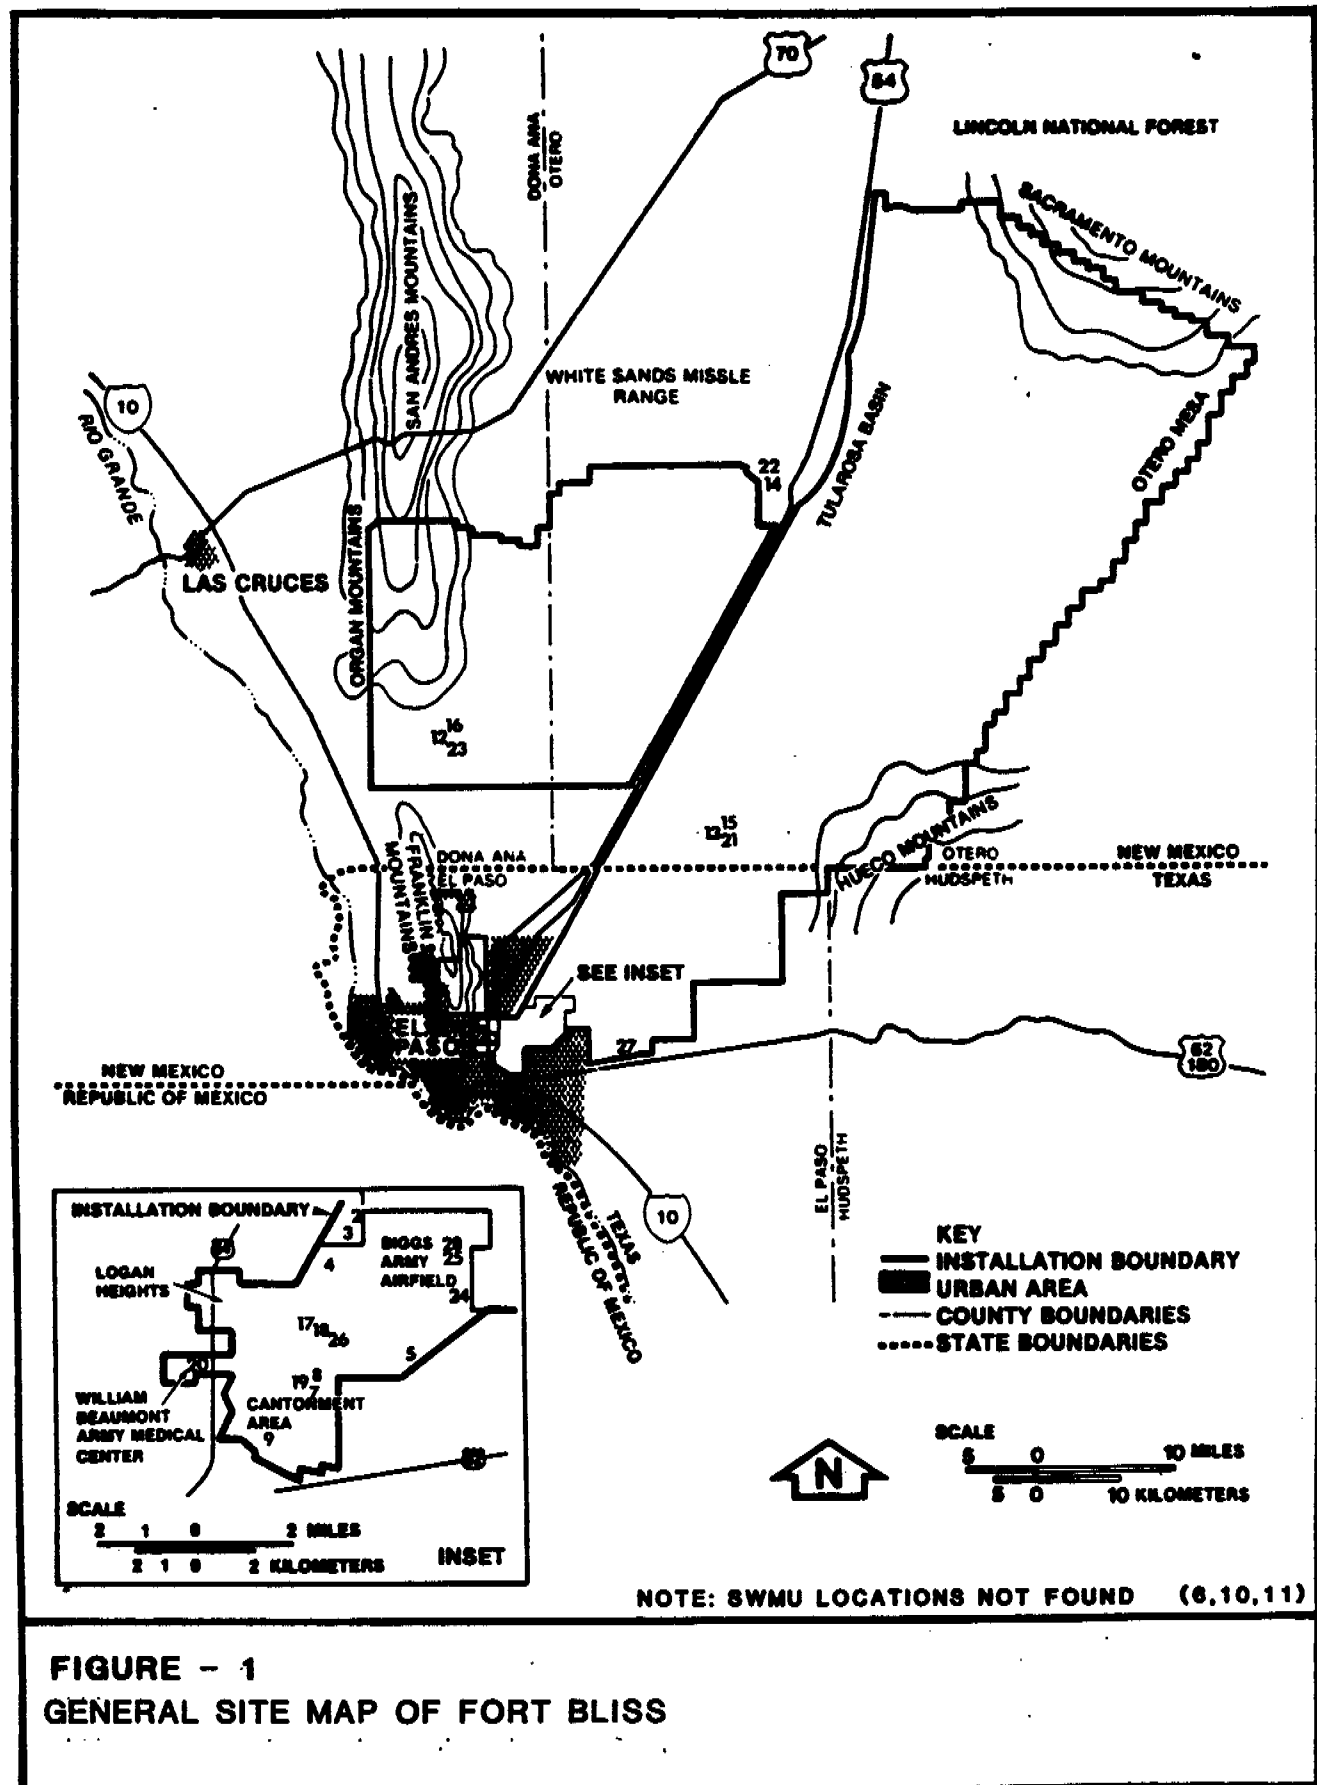 70
54
LINCOLN NATIONAL FOREST
DONA ANA
OTERO
SACRAMENTO MOUNTAINS
SAN ANDRES MOUNTAINS
WHITE SANDS MISSLE
RANGE
10
RIO GRANDE
TULAROSA BASIN
OTERO MESA
22
14
LAS CRUCES
ORGAN MOUNTAINS
16
12
23
15
13
21
HUECO MOUNTAINS
FRANKLIN
MOUNTAINS
DONA ANA
EL PASO
OTERO
HUDSPETH
NEW MEXICO
TEXAS
SEE INSET
EL
PASO
27
62
180
NEW MEXICO
REPUBLIC OF MEXICO
EL PASO
HUDSPETH
TEXAS
REPUBLIC OF MEXICO
10
INSTALLATION BOUNDARY
2
3
4
LOGAN
HEIGHTS
BIGGS
ARMY
AIRFIELD
25
24
17
18
26
5
20
8
19
7
WILLIAM
BEAUMONT
ARMY MEDICAL
CENTER
CANTONMENT
AREA
9
SCALE
2 1 0 2 MILES
2 1 0 2 KILOMETERS
INSET
KEY
INSTALLATION BOUNDARY
URBAN AREA
COUNTY BOUNDARIES
STATE BOUNDARIES
N
SCALE
5 0 10 MILES
5 0 10 KILOMETERS
NOTE: SWMU LOCATIONS NOT FOUND (6,10,11)
FIGURE - 1
GENERAL SITE MAP OF FORT BLISS